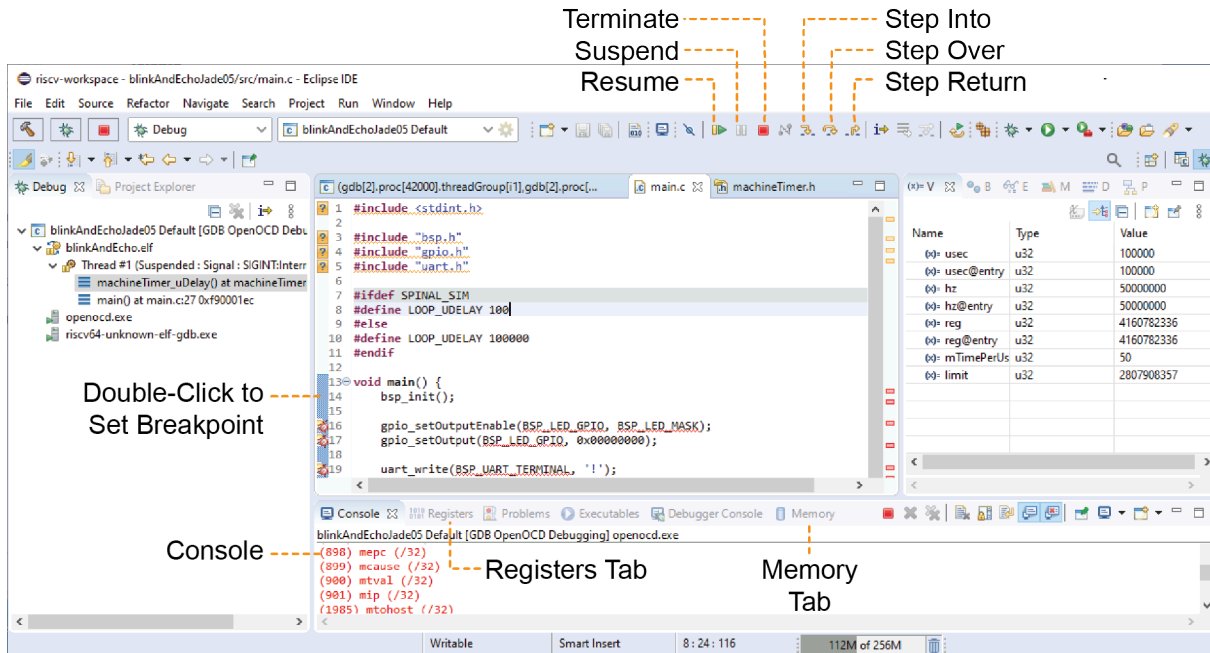 Terminate
Suspend
Resume
Step Into
Step Over
Step Return
riscv-workspace - blinkAndEchoJade05/src/main.c - Eclipse IDE
File Edit Source Refactor Navigate Search Project Run Window Help
Debug
blinkAndEchoJade05 Default
Debug
Project Explorer
blinkAndEchoJade05 Default [GDB OpenOCD Debu
blinkAndEcho.elf
Thread #1 (Suspended : Signal : SIGINT:Interr
machineTimer_uDelay() at machineTimer
main() at main.c:27 0xf90001ec
openocd.exe
riscv64-unknown-elf-gdb.exe
Double-Click to
Set Breakpoint
(gdb[2].proc[42000].threadGroup[i1],gdb[2].proc[...
main.c
machineTimer.h
1 #include <stdint.h>
2
3 #include "bsp.h"
4 #include "gpio.h"
5 #include "uart.h"
6
7 #ifdef SPINAL_SIM
8 #define LOOP_UDELAY 100
9 #else
10 #define LOOP_UDELAY 100000
11 #endif
12
13 void main() {
14 bsp_init();
15
16 gpio_setOutputEnable(BSP_LED_GPIO, BSP_LED_MASK);
17 gpio_setOutput(BSP_LED_GPIO, 0x00000000);
18
19 uart_write(BSP_UART_TERMINAL, '!');
(x)= V B E M D P
Name Type Value
(x)= usec u32 100000
(x)= usec@entry u32 100000
(x)= hz u32 50000000
(x)= hz@entry u32 50000000
(x)= reg u32 4160782336
(x)= reg@entry u32 4160782336
(x)= mTimePerUs u32 50
(x)= limit u32 2807908357
Console Registers Problems Executables Debugger Console Memory
blinkAndEchoJade05 Default [GDB OpenOCD Debugging] openocd.exe
(898) mepc (/32)
(899) mcause (/32)
(900) mtval (/32)
(901) mip (/32)
(1985) mtohost (/32)
Console
Registers Tab
Memory
Tab
Writable Smart Insert 8 : 24 : 116 112M of 256M